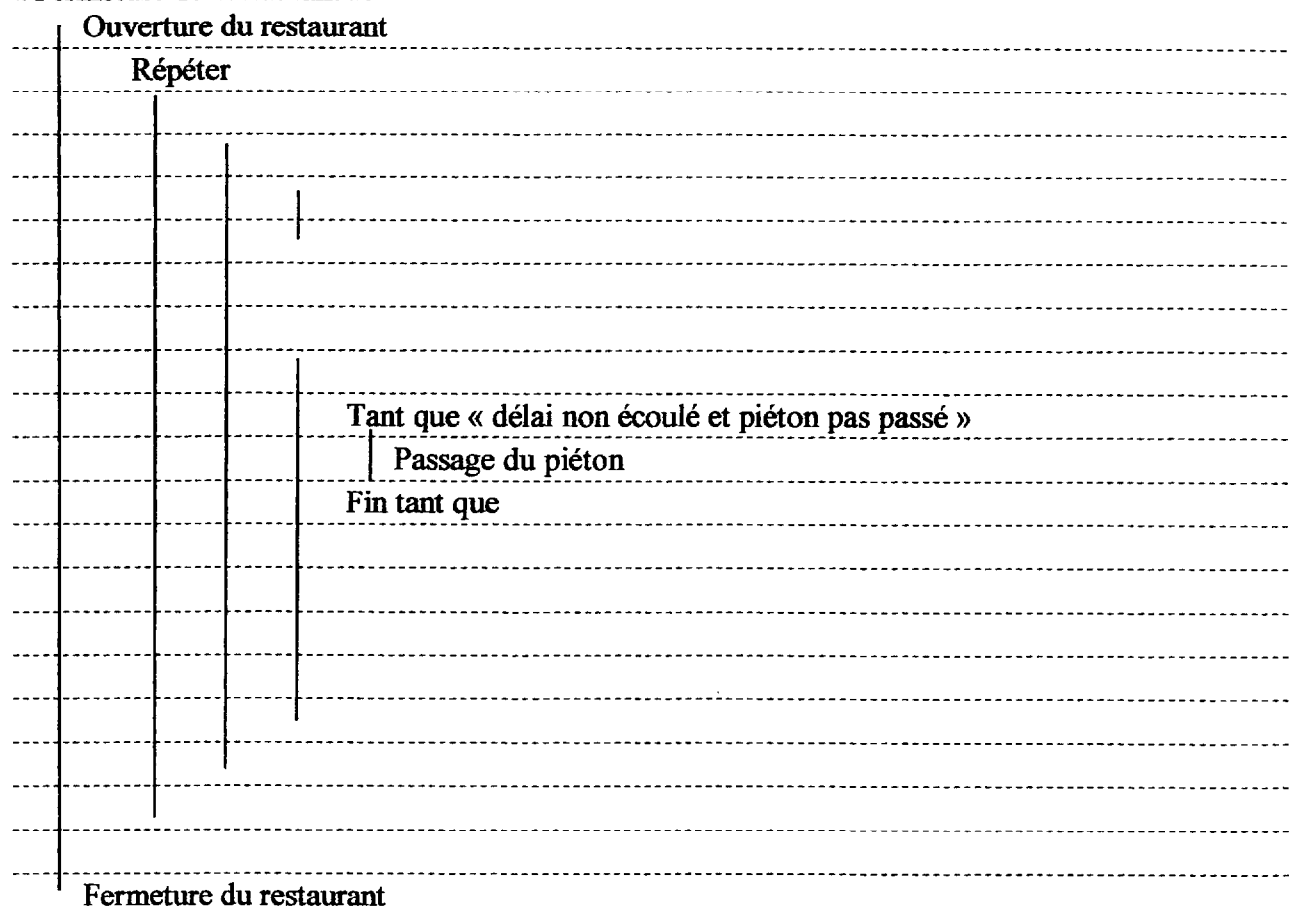 Ouverture du restaurant
Répéter
Tant que « délai non écoulé et piéton pas passé »
Passage du piéton
Fin tant que
Fermeture du restaurant